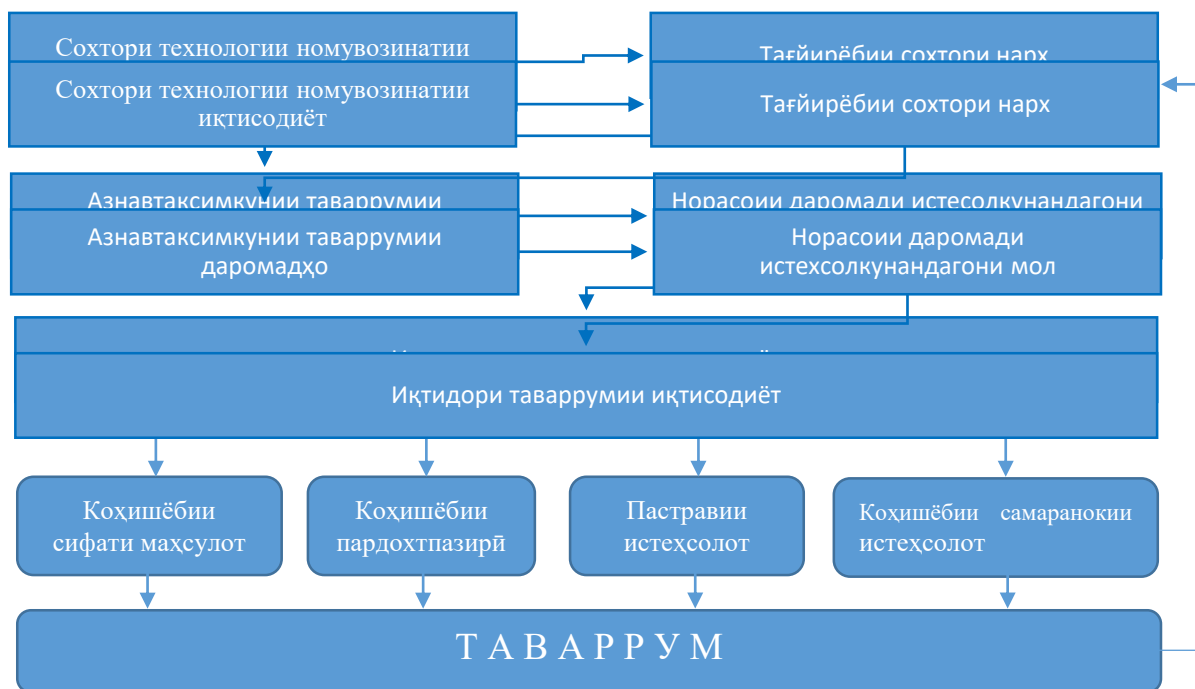 Сохтори технологии номувозинатии
Тағйирёбии сохтори нарх
Сохтори технологии номувозинатии
иқтисодиёт
Тағйирёбии сохтори нарх
Азнавтақсимкунии таваррумии
Норасоии даромади истесолкунандагони
Азнавтақсимкунии таваррумии
даромадҳо
Норасоии даромади
истехсолкунандагони мол
Иқтидори таваррумии иқтисодиёт
Коҳишёбии
сифати маҳсулот
Коҳишёбии
пардохтпазирӣ
Пастравии
истеҳсолот
Коҳишёбии самаранокии
истеҳсолот
Т А В А Р Р У М